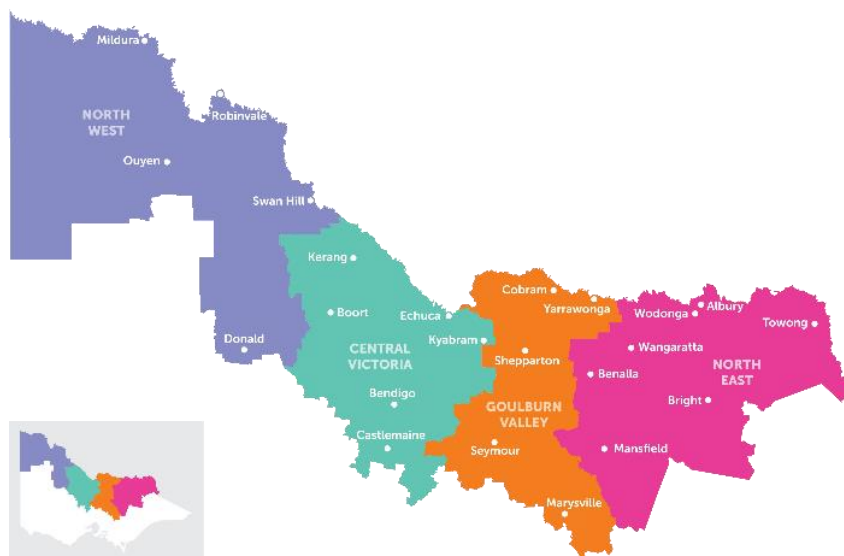 Mildura
NORTH
WEST
Robinvale
Ouyen
Swan Hill
Kerang
Boort
Echuca
Donald
CENTRAL
VICTORIA
Kyabram
Bendigo
Castlemaine
Cobram
Yarrawonga
Shepparton
GOULBURN
VALLEY
Seymour
Marysville
Wodonga
Albury
Towong
Wangaratta
Benalla
NORTH
EAST
Bright
Mansfield